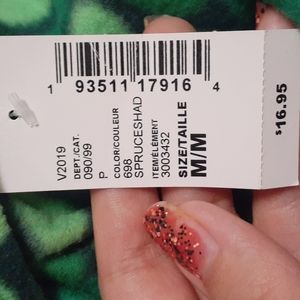 1 93511 17916 4
V2019
DEPT./CAT.
090/99
P
COLOR/COULEUR
698
SPRUCESHAD
ITEM/ÉLÉMENT
3003432
SIZE/TAILLE
M/M
$16.95